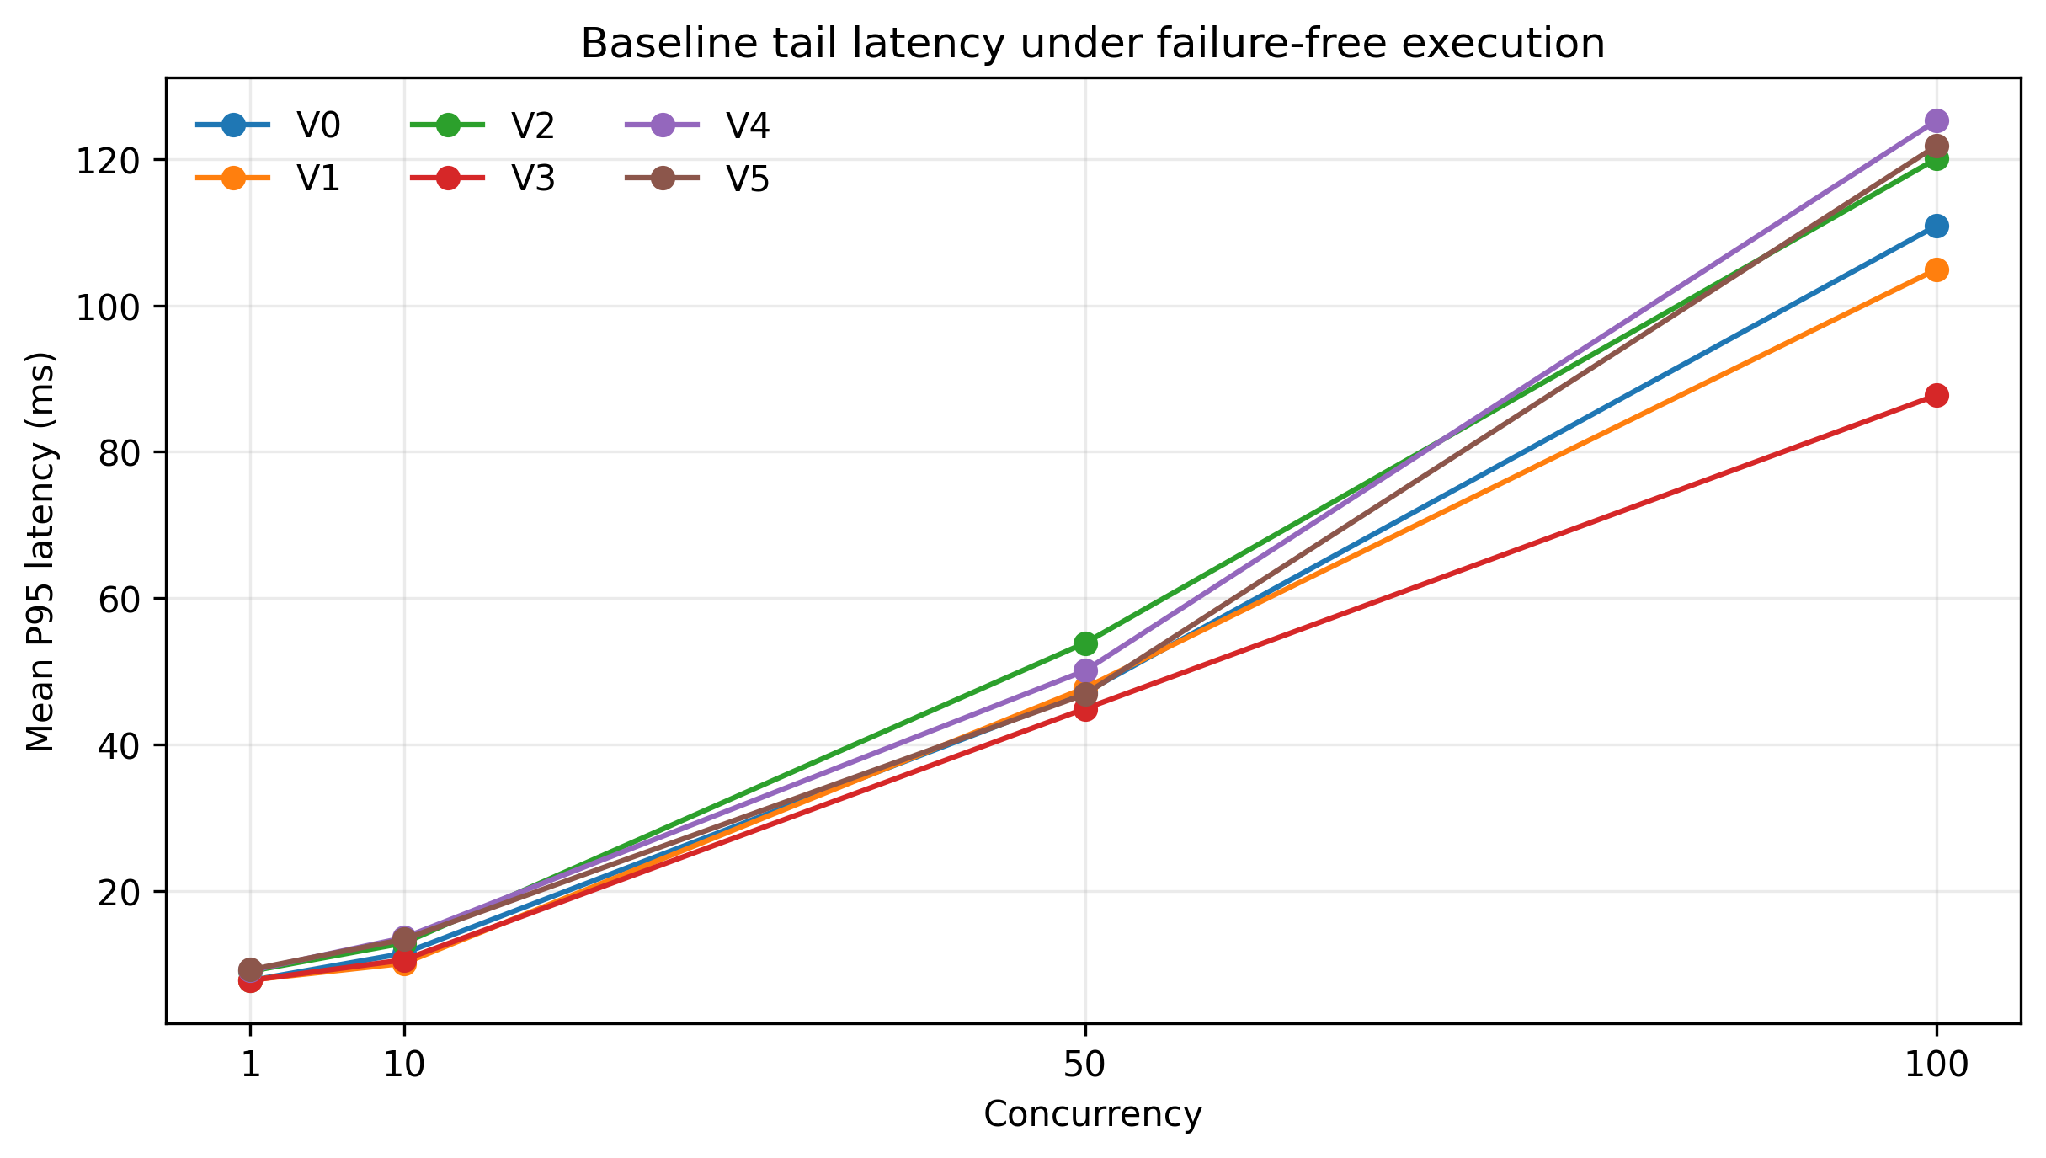 Baseline tail latency under failure-free execution
V0 V2 V4
V1 V3 V5
120
100
80
60
40
20
Mean P95 latency (ms)
1 10 50 100
Concurrency